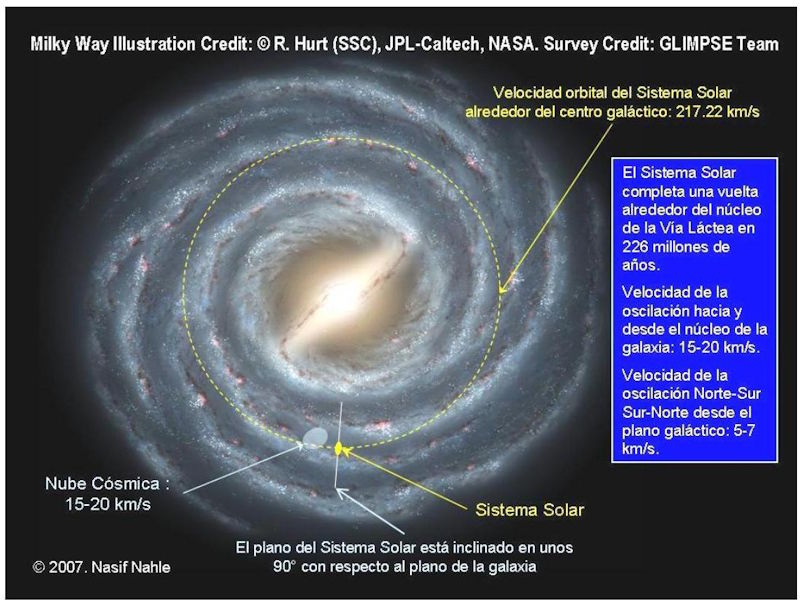 Milky Way Illustration Credit: © R. Hurt (SSC), JPL-Caltech, NASA. Survey Credit: GLIMPSE Team
Velocidad orbital del Sistema Solar
alrededor del centro galáctico: 217.22 km/s
El Sistema Solar
completa una vuelta
alrededor del núcleo
de la Vía Láctea en
226 millones de
años.
Velocidad de la
oscilación hacia y
desde el núcleo de la
galaxia: 15-20 km/s.
Velocidad de la
oscilación Norte-Sur
Sur-Norte desde el
plano galáctico: 5-7
km/s.
Nube Cósmica :
15-20 km/s
Sistema Solar
El plano del Sistema Solar está inclinado en unos
90° con respecto al plano de la galaxia
© 2007. Nasif Nahle